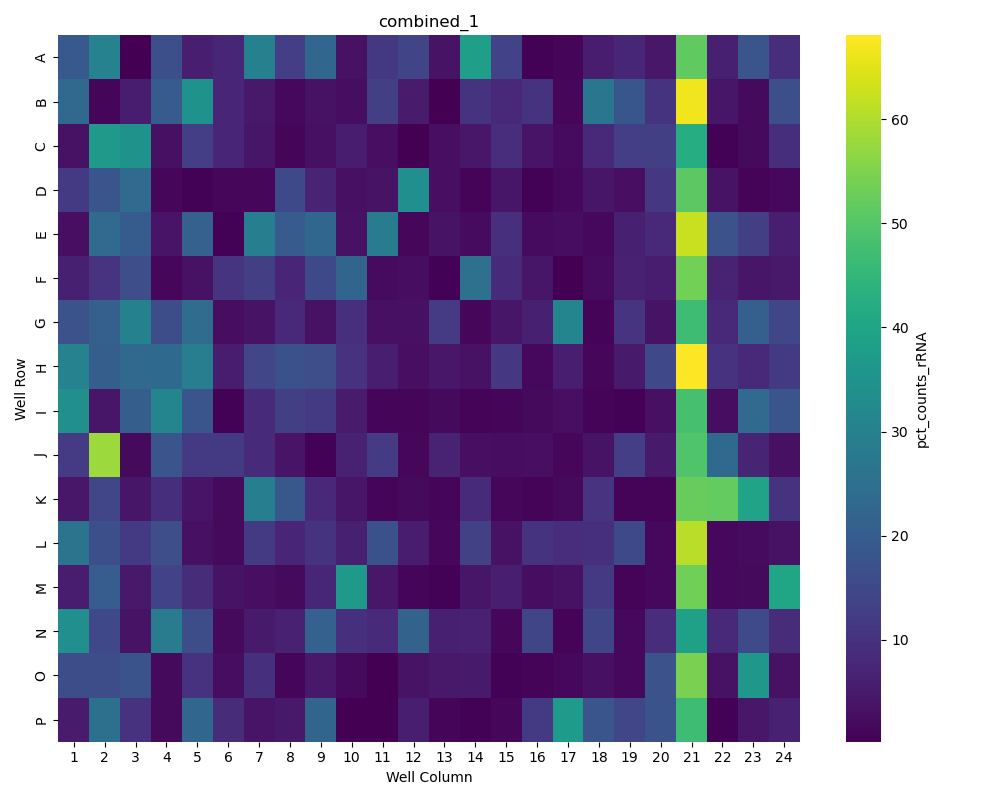 combined_1
Well Row
A
B
C
D
E
F
G
H
I
J
K
L
M
N
O
P
1 2 3 4 5 6 7 8 9 10 11 12 13 14 15 16 17 18 19 20 21 22 23 24
Well Column
60
50
40
30
20
10
pct_counts_rRNA